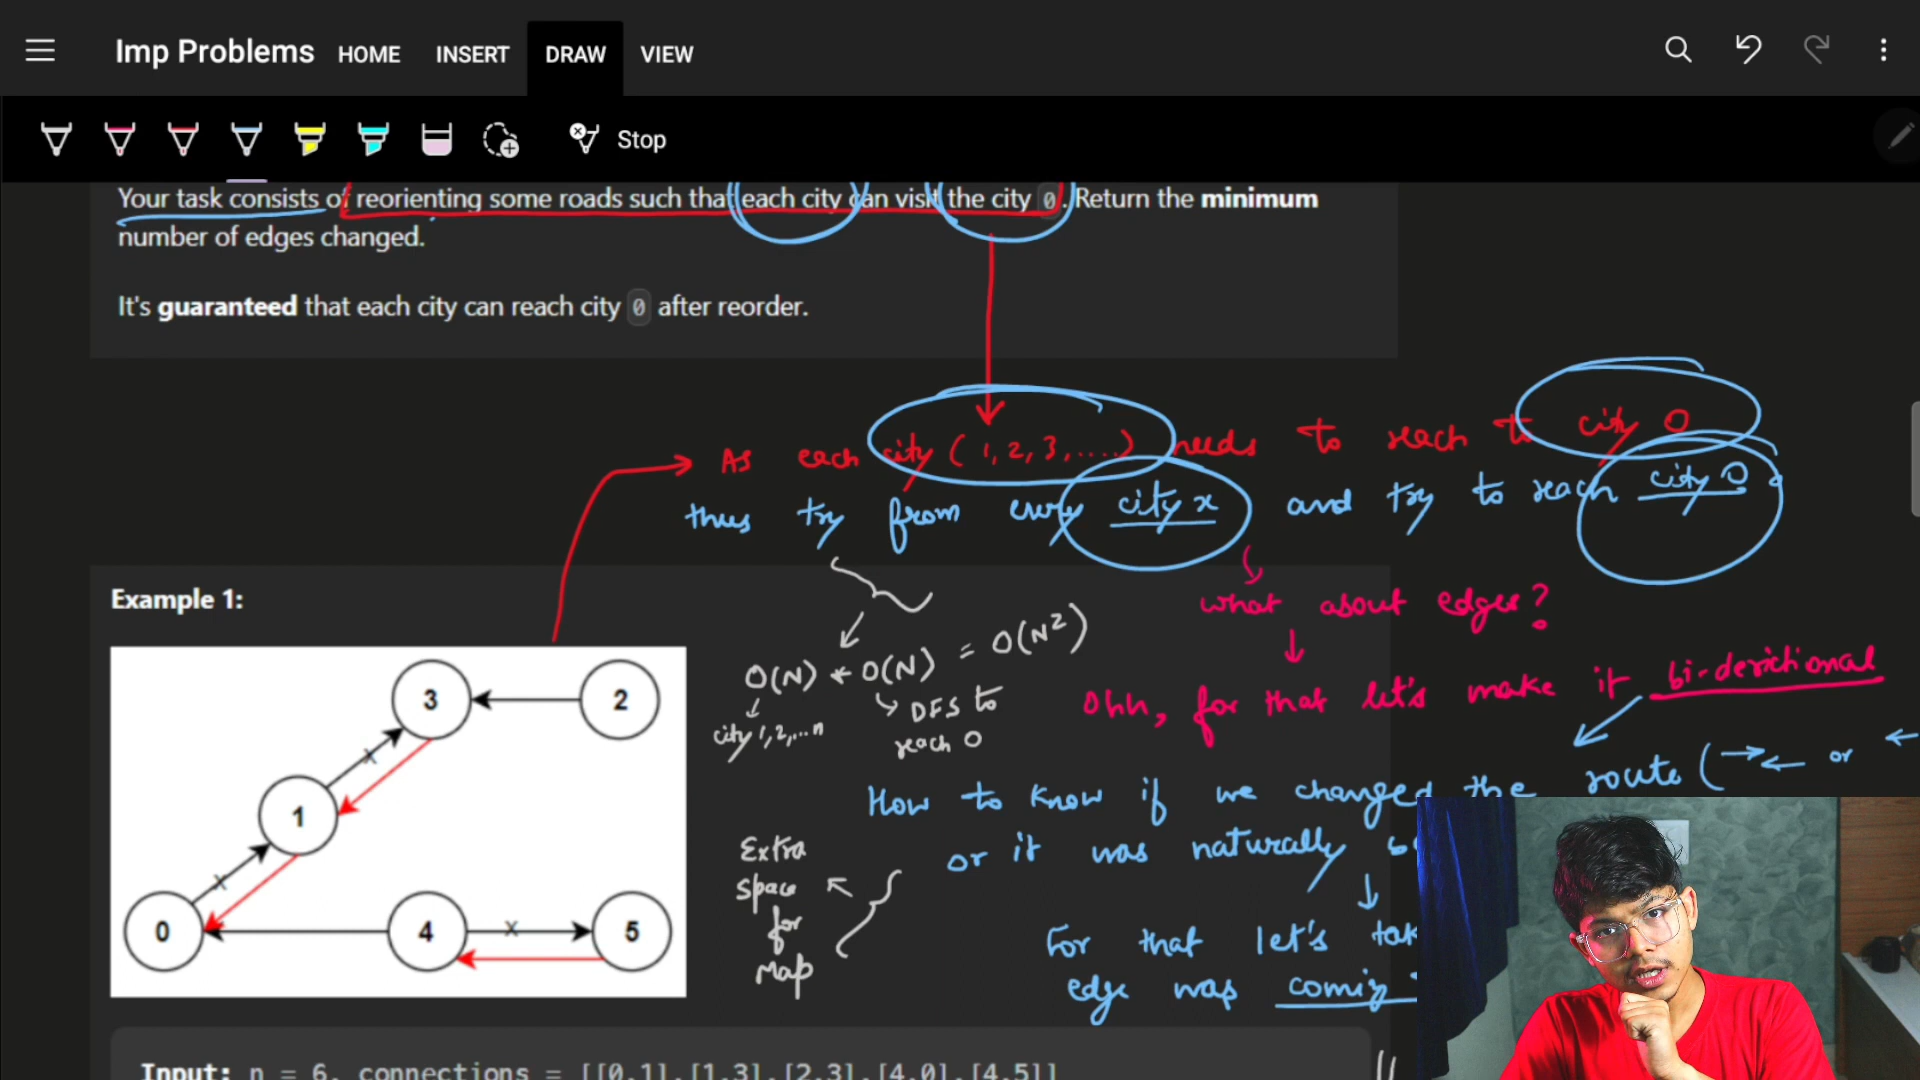 Imp Problems HOME INSERT DRAW VIEW
Stop
Your task consists of reorienting some roads such that each city can visit the city 0. Return the minimum
number of edges changed.
It's guaranteed that each city can reach city 0 after reorder.
As each city (1,2,3,....) needs to reach to city 0
thus try from every city x and try to reach city 0
Example 1:
what about edges?
O(N) * O(N) = O(N²)
city 1,2,...n
DFS to
reach 0
Ohh, for that let's make it bi-derictional
How to know if we changed the route (→← or ←
or it was naturally
Extra
space
for
Map
For that let's
edge was coming
3
2
1
0
4
5
x
x
x
Input: n = 6, connections = [[0,1],[1,3],[2,3],[4,0],[4,5]]